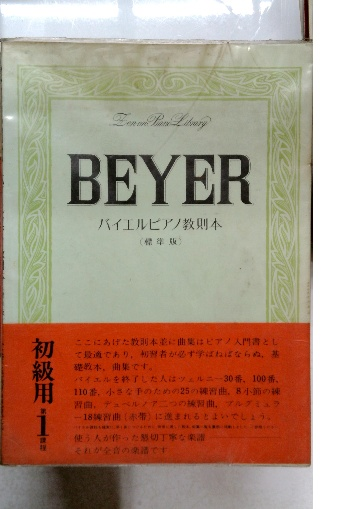 Zen-on Piano Library
BEYER
バイエルピアノ教則本
〔標準版〕
初級用
第1課程
ここにあげた教則本並に曲集はピアノ入門書とし
て最適であり、初習者が必ず学ばねばならぬ、基
礎教本、曲集です。
バイエルを終了した人はツェルニー30番、100番、
110番、小さな手のための25の練習曲、8小節の練
習曲、デュベルノア二つの練習曲、ブルグミュラ
ー18練習曲(赤帯)に進まれるとよいでしょう。
使う人が作った懇切丁寧な楽譜
それが全音の楽譜です